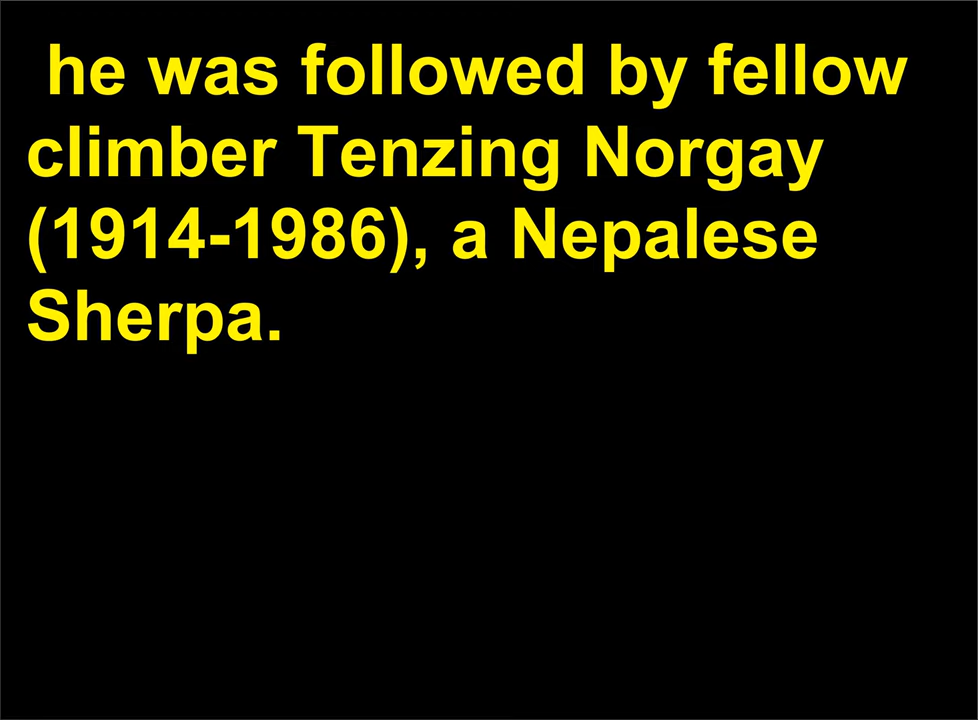 he was followed by fellow
climber Tenzing Norgay
(1914-1986), a Nepalese
Sherpa.